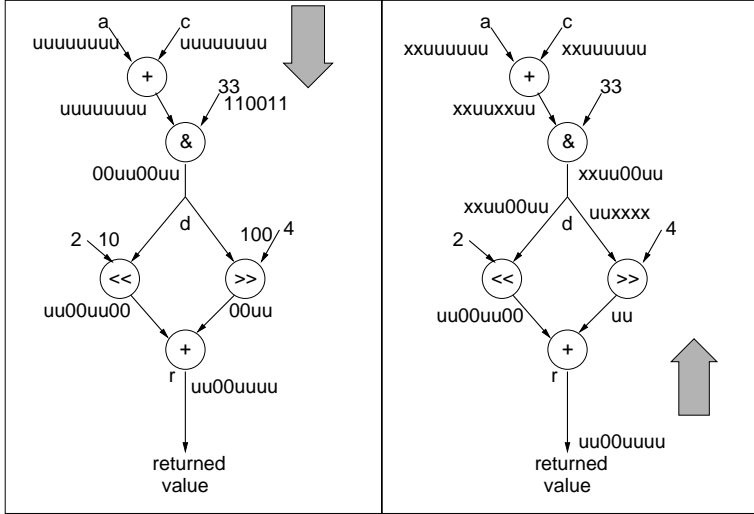 a c
uuuuuuuu uuuuuuuu
+
33
uuuuuuuu 110011
&
00uu00uu
d
2 10 100 4
<< >>
uu00uu00 00uu
+
r
uu00uuuu
returned
value
a c
xxuuuuuu xxuuuuuu
+
33
xxuuxxuu
&
xxuu00uu
xxuu00uu uuxxxx
d
2 4
<< >>
uu00uu00 uu
+
r
uu00uuuu
returned
value